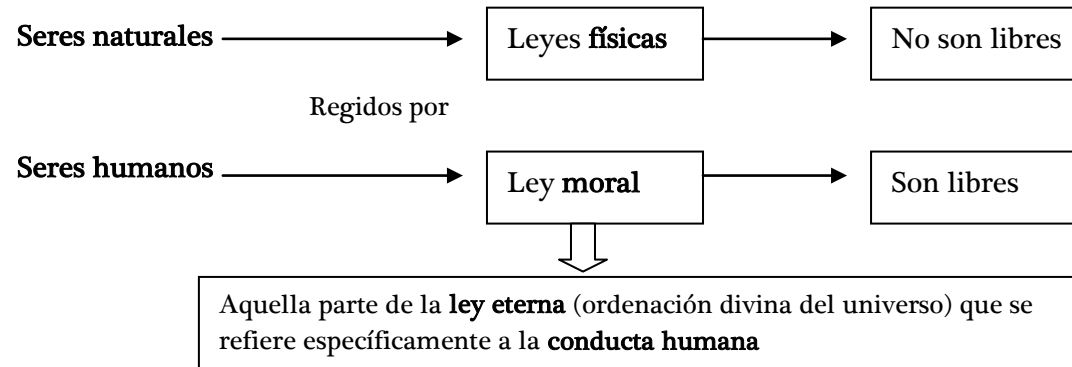 Seres naturales Leyes físicas No son libres
Regidos por
Seres humanos Ley moral Son libres
Aquella parte de la ley eterna (ordenación divina del universo) que se
refiere específicamente a la conducta humana